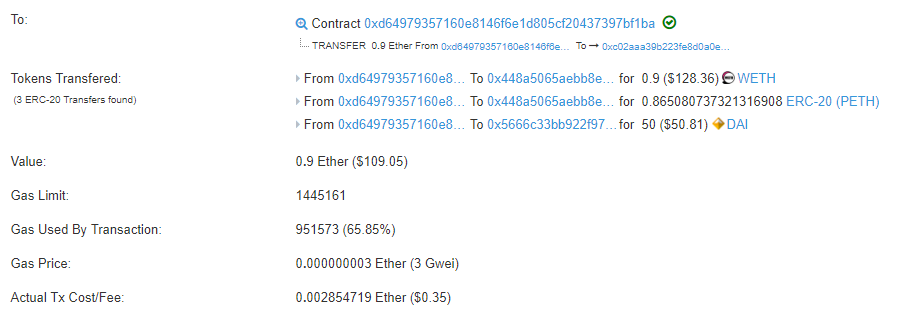 To: Contract 0xd64979357160e8146f6e1d805cf20437397bf1ba
TRANSFER 0.9 Ether From 0xd64979357160e8146f6e... To → 0xc02aaa39b223fe8d0a0e...
Tokens Transfered: From 0xd64979357160e8... To 0x448a5065aebb8e... for 0.9 ($128.36) WETH
(3 ERC-20 Transfers found) From 0xd64979357160e8... To 0x448a5065aebb8e... for 0.865080737321316908 ERC-20 (PETH)
From 0xd64979357160e8... To 0x5666c33bb922f97... for 50 ($50.81) DAI
Value: 0.9 Ether ($109.05)
Gas Limit: 1445161
Gas Used By Transaction: 951573 (65.85%)
Gas Price: 0.000000003 Ether (3 Gwei)
Actual Tx Cost/Fee: 0.002854719 Ether ($0.35)